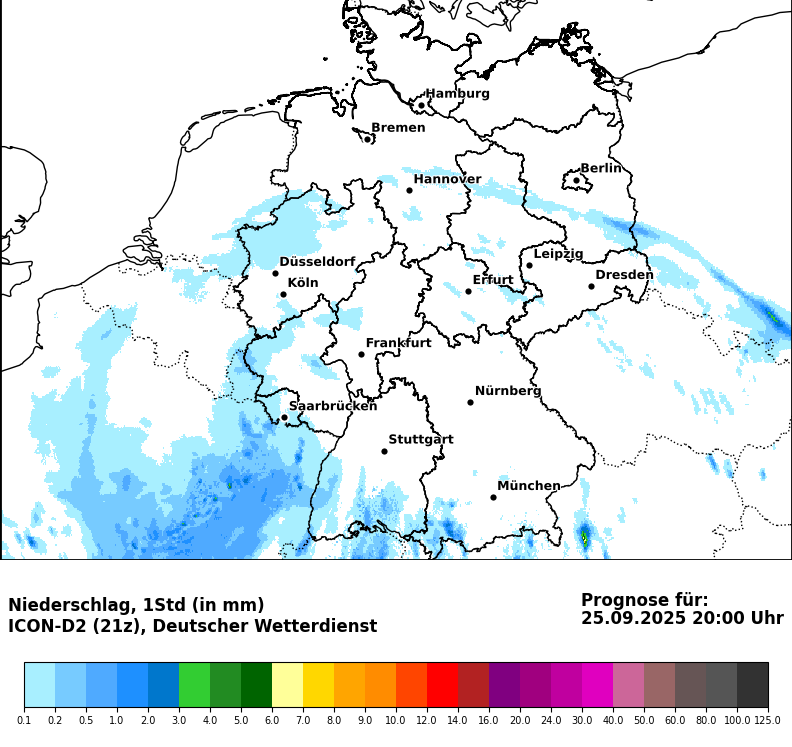 Hamburg
Bremen
Berlin
Hannover
Leipzig
Düsseldorf
Dresden
Köln
Erfurt
Frankfurt
Nürnberg
Saarbrücken
Stuttgart
München
Niederschlag, 1Std (in mm)
ICON-D2 (21z), Deutscher Wetterdienst
Prognose für:
25.09.2025 20:00 Uhr
0.1 0.2 0.5 1.0 2.0 3.0 4.0 5.0 6.0 7.0 8.0 9.0 10.0 12.0 14.0 16.0 20.0 24.0 30.0 40.0 50.0 60.0 80.0 100.0 125.0